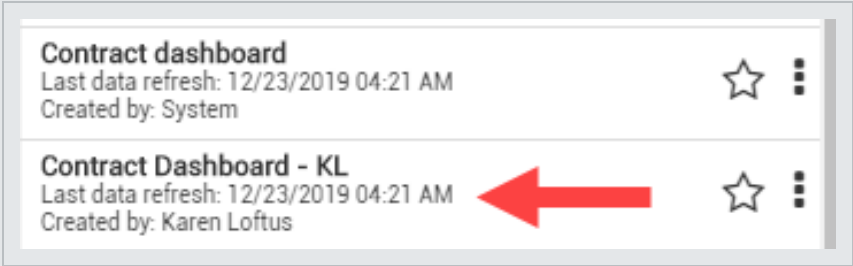 Contract dashboard
Last data refresh: 12/23/2019 04:21 AM
Created by: System
Contract Dashboard - KL
Last data refresh: 12/23/2019 04:21 AM
Created by: Karen Loftus